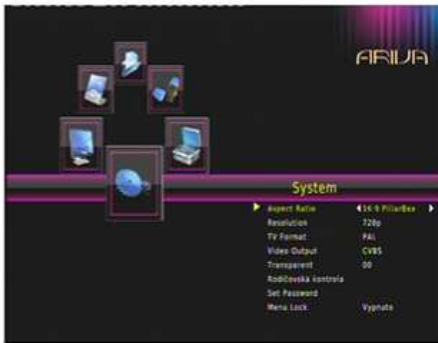 ARIVA
System
Aspect Ratio 16:9 PillarBox
Resolution 720p
TV Format PAL
Video Output CVBS
Transparent 00
Rodičovska kontrola
Set Password
Menu Lock Vypnuto